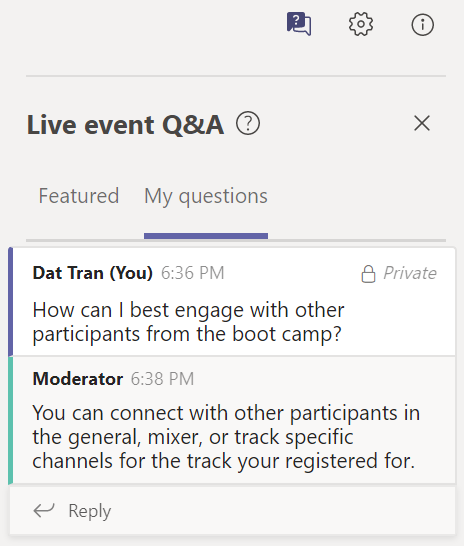 Live event Q&A
Featured My questions
Dat Tran (You) 6:36 PM Private
How can I best engage with other
participants from the boot camp?
Moderator 6:38 PM
You can connect with other participants in
the general, mixer, or track specific
channels for the track your registered for.
Reply